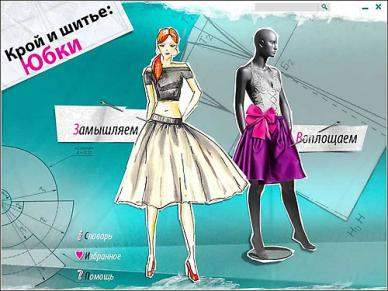 Крой и шитье:
Юбки
Замышляем
Воплощаем
Словарь
Избранное
Помощь